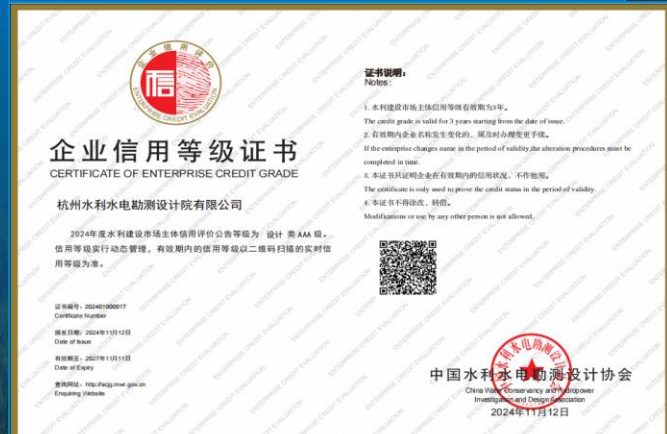 企业信用评价
信
ENTERPRISE CREDIT EVALUATION
企业信用等级证书
CERTIFICATE OF ENTERPRISE CREDIT GRADE
杭州水利水电勘测设计院有限公司
2024年度水利建设市场主体信用评价公告等级为 设计 类 AAA 级。
信用等级实行动态管理，有效期内的信用等级以二维码扫描的实时信
用等级为准。
证书编号：202401000017
Certificate Number
颁发日期：2024年11月12日
Date of Issue
有效期至：2027年11月11日
Date of Expiry
查询网址：http://xcjg.mwr.gov.cn
Enquiring Website
证书说明：
Notes:
1. 水利建设市场主体信用等级有效期为3年。
The credit grade is valid for 3 years starting from the date of issue.
2. 有效期内企业名称发生变化的，须及时办理变更手续。
If the enterprise changes name in the period of validity,the alteration procedures must be
completed in time.
3. 本证书只证明企业在有效期内的信用状况，不作他用。
The certificate is only used to prove the credit status in the period of validity.
4. 本证书不得涂改、转借。
Modifications or use by any other person is not allowed.
中国水利水电勘测设计协会
China Water Conservancy and Hydropower
Investigation and Design Association
2024年11月12日